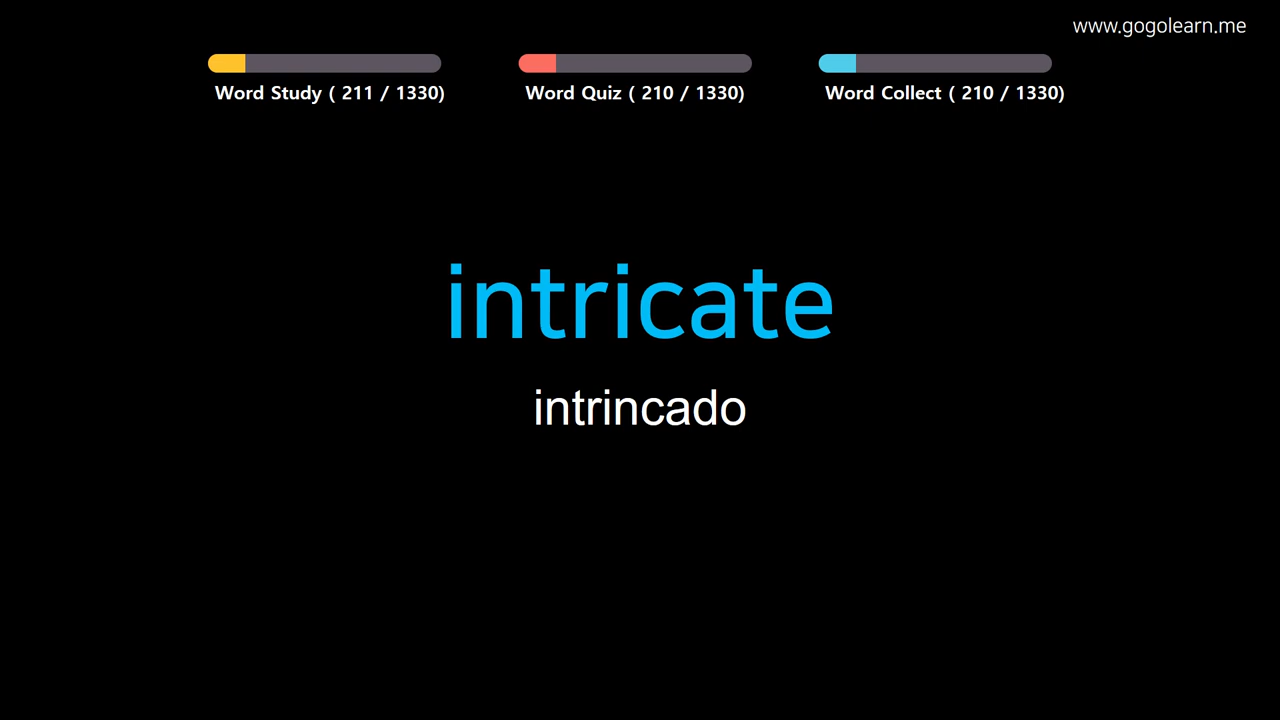 www.gogolearn.me
Word Study ( 211 / 1330)
Word Quiz ( 210 / 1330)
Word Collect ( 210 / 1330)
intricate
intrincado